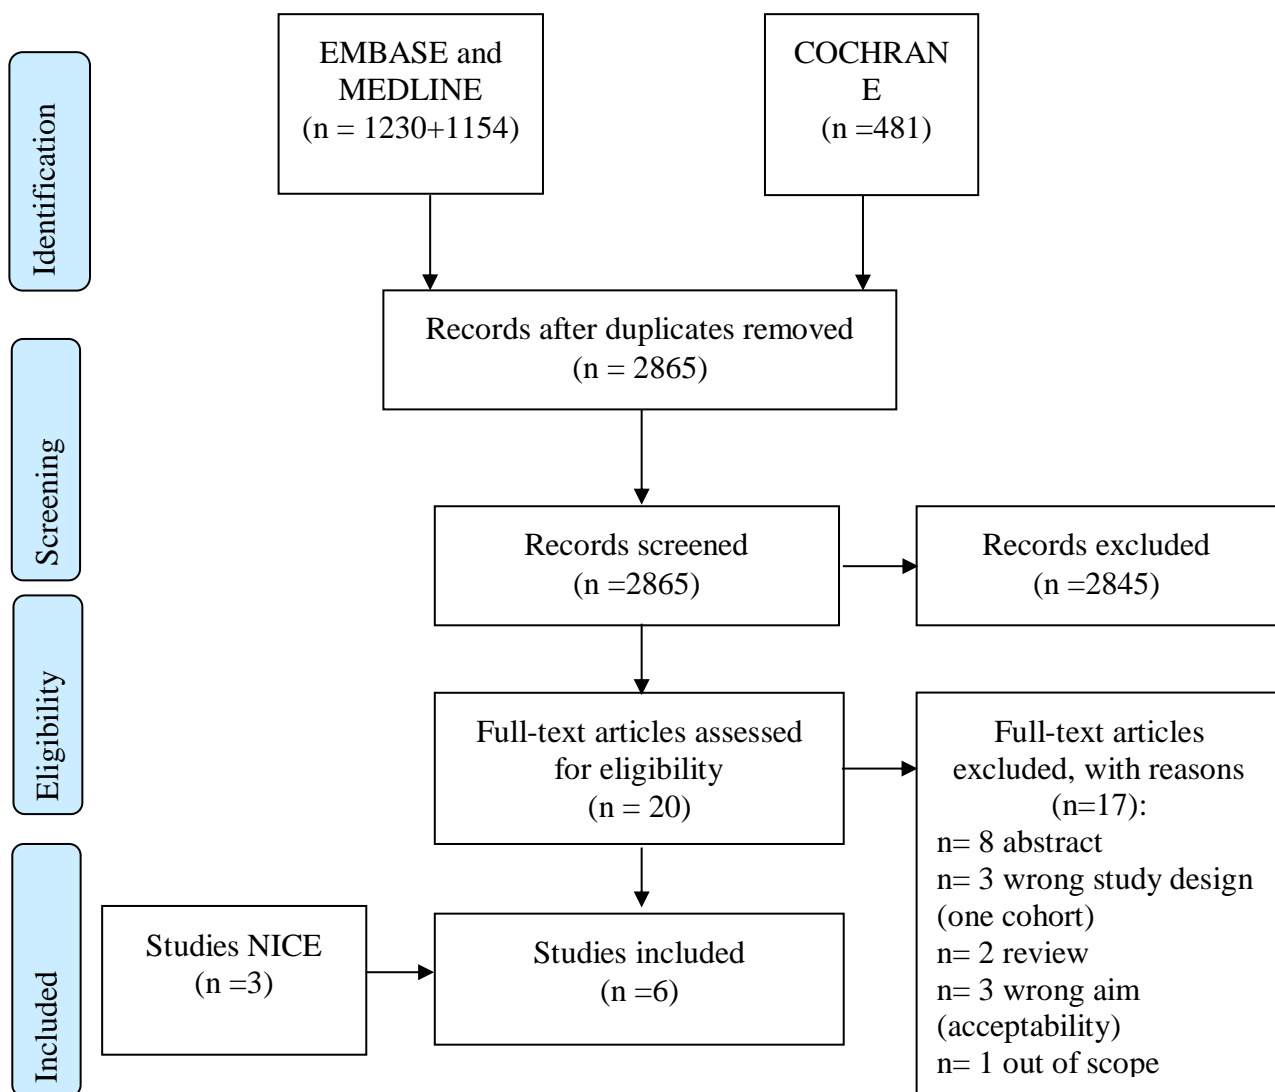 EMBASE and
MEDLINE
(n = 1230+1154)
COCHRAN
E
(n =481)
Identification
Records after duplicates removed
(n = 2865)
Screening
Records screened
(n =2865)
Records excluded
(n =2845)
Eligibility
Full-text articles assessed
for eligibility
(n = 20)
Full-text articles
excluded, with reasons
(n=17):
n= 8 abstract
n= 3 wrong study design
(one cohort)
n= 2 review
n= 3 wrong aim
(acceptability)
n= 1 out of scope
Included
Studies NICE
(n =3)
Studies included
(n =6)